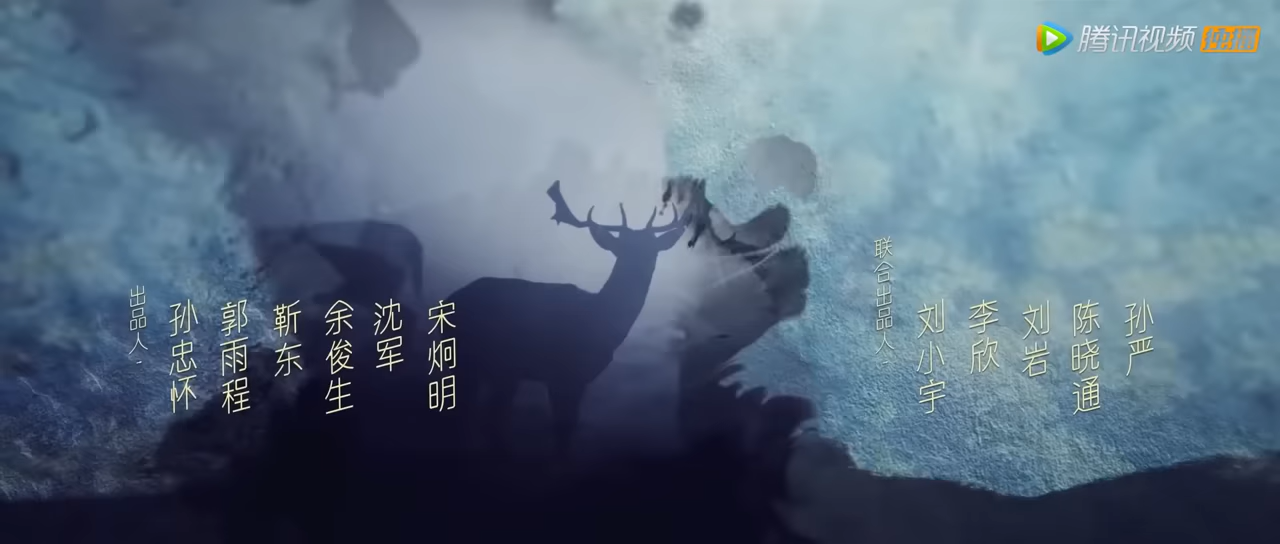 腾讯视频 独播
出品人
孙忠怀
郭雨程
靳东
余俊生
沈军
宋炯明
联合出品人
刘小宇
李欣
刘岩
陈晓通
孙严